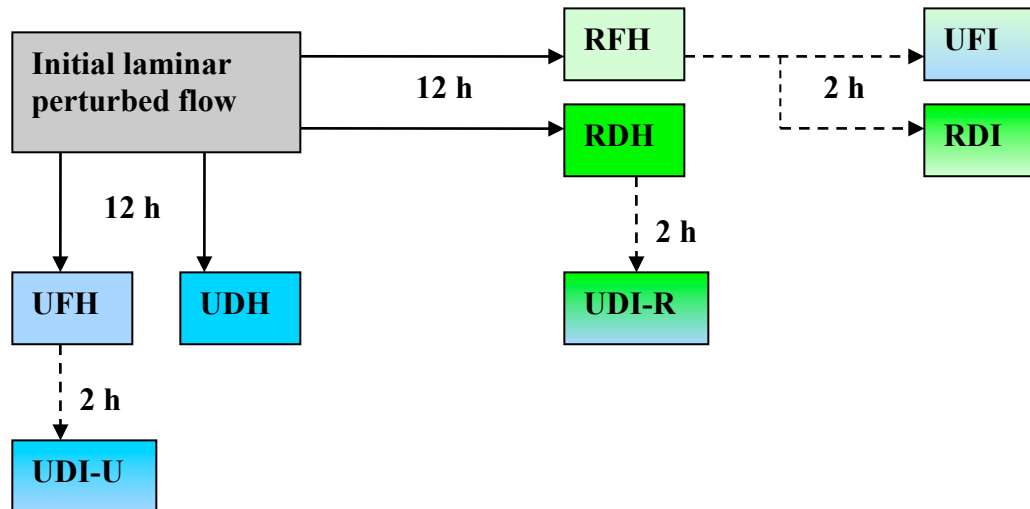 Initial laminar
perturbed flow
RFH
UFI
12 h
2 h
RDH
RDI
12 h
2 h
UFH
UDH
UDI-R
2 h
UDI-U